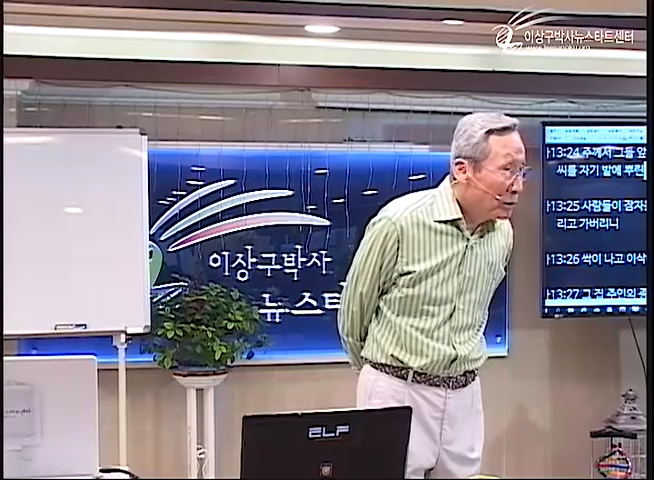 이상구박사뉴스타트센터
이상구박사
뉴스타
13:24 주께서 그들 앞
씨를 자기 밭에 뿌린
13:25 사람들이 잠자는
리고 가버리니
13:26 싹이 나고 이삭
13:27 그 집 주인의 종
ELF